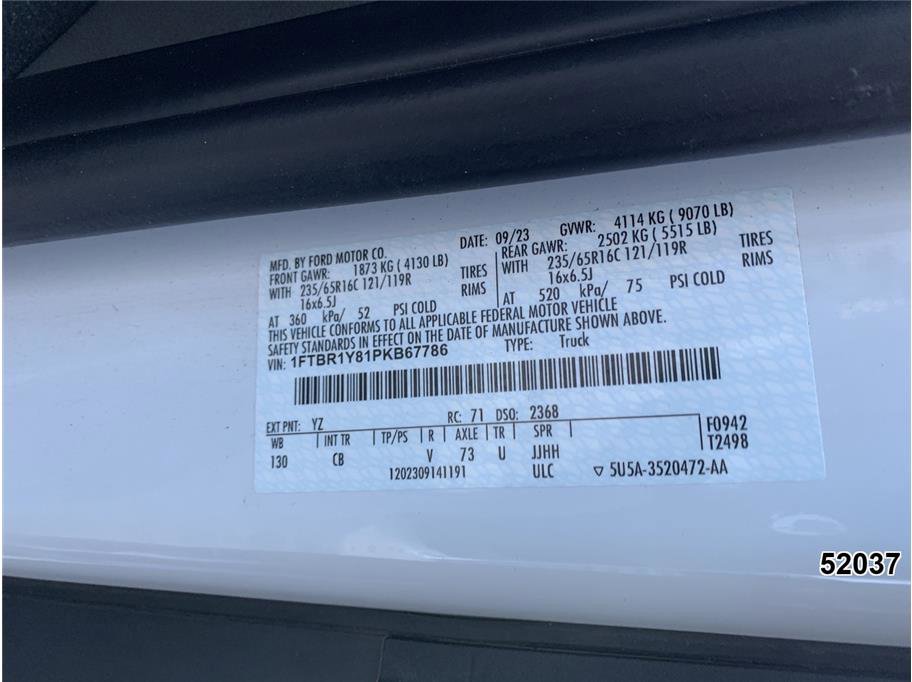 MFD. BY FORD MOTOR CO. DATE: 09/23 GVWR: 4114 KG ( 9070 LB)
FRONT GAWR: 1873 KG ( 4130 LB) REAR GAWR: 2502 KG ( 5515 LB)
WITH 235/65R16C 121/119R TIRES WITH 235/65R16C 121/119R TIRES
16x6.5J RIMS 16x6.5J RIMS
AT 360 kPa/ 52 PSI COLD AT 520 kPa/ 75 PSI COLD
THIS VEHICLE CONFORMS TO ALL APPLICABLE FEDERAL MOTOR VEHICLE
SAFETY STANDARDS IN EFFECT ON THE DATE OF MANUFACTURE SHOWN ABOVE.
VIN: 1FTBR1Y81PKB67786 TYPE: Truck
EXT PNT: YZ RC: 71 DSO: 2368
WB INT TR TP/PS R AXLE TR SPR F0942
130 CB V 73 U JJHH T2498
1202309141191 ULC ▽ 5U5A-3520472-AA
52037